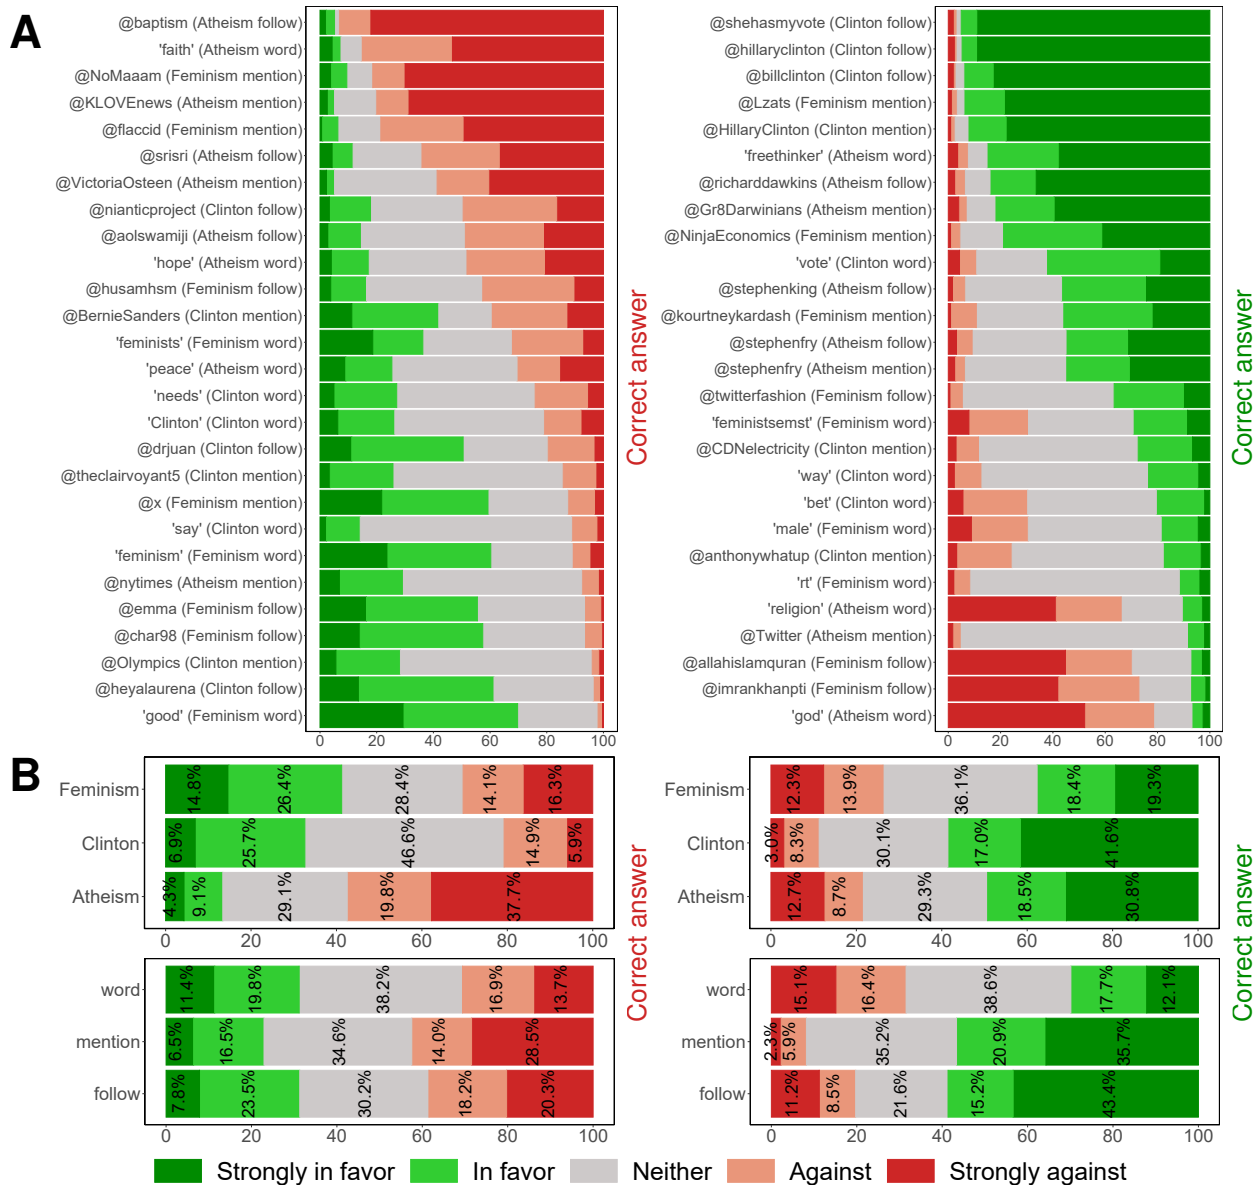 A
@baptism (Atheism follow)
'faith' (Atheism word)
@NoMaaam (Feminism mention)
@KLOVEnews (Atheism mention)
@flaccid (Feminism mention)
@srisri (Atheism follow)
@VictoriaOsteen (Atheism mention)
@nianticproject (Clinton follow)
@aolswamiji (Atheism follow)
'hope' (Atheism word)
@husamhsm (Feminism follow)
@BernieSanders (Clinton mention)
'feminists' (Feminism word)
'peace' (Atheism word)
'needs' (Clinton word)
'Clinton' (Clinton word)
@drjuan (Clinton follow)
@theclairvoyant5 (Clinton mention)
@x (Feminism mention)
'say' (Clinton word)
'feminism' (Feminism word)
@nytimes (Atheism mention)
@emma (Feminism follow)
@char98 (Feminism follow)
@Olympics (Clinton mention)
@heyalaurena (Clinton follow)
'good' (Feminism word)
0 20 40 60 80 100
Correct answer
@shehasmyvote (Clinton follow)
@hillaryclinton (Clinton follow)
@billclinton (Clinton follow)
@Lzats (Feminism mention)
@HillaryClinton (Clinton mention)
'freethinker' (Atheism word)
@richarddawkins (Atheism follow)
@Gr8Darwinians (Atheism mention)
@NinjaEconomics (Feminism mention)
'vote' (Clinton word)
@stephenking (Atheism follow)
@kourtneykardash (Feminism mention)
@stephenfry (Atheism follow)
@stephenfry (Atheism mention)
@twitterfashion (Feminism follow)
'feministsemst' (Feminism word)
@CDNelectricity (Clinton mention)
'way' (Clinton word)
'bet' (Clinton word)
'male' (Feminism word)
@anthonywhatup (Clinton mention)
'rt' (Feminism word)
'religion' (Atheism word)
@Twitter (Atheism mention)
@allahislamquran (Feminism follow)
@imrankhanpti (Feminism follow)
'god' (Atheism word)
0 20 40 60 80 100
Correct answer
B
Feminism 14.8% 26.4% 28.4% 14.1% 16.3%
Clinton 6.9% 25.7% 46.6% 14.9% 5.9%
Atheism 4.3% 9.1% 29.1% 19.8% 37.7%
0 20 40 60 80 100
word 11.4% 19.8% 38.2% 16.9% 13.7%
mention 6.5% 16.5% 34.6% 14.0% 28.5%
follow 7.8% 23.5% 30.2% 18.2% 20.3%
0 20 40 60 80 100
Correct answer
Feminism 12.3% 13.9% 36.1% 18.4% 19.3%
Clinton 3.0% 8.3% 30.1% 17.0% 41.6%
Atheism 12.7% 8.7% 29.3% 18.5% 30.8%
0 20 40 60 80 100
word 15.1% 16.4% 38.6% 17.7% 12.1%
mention 2.3% 5.9% 35.2% 20.9% 35.7%
follow 11.2% 8.5% 21.6% 15.2% 43.4%
0 20 40 60 80 100
Correct answer
Strongly in favor In favor Neither Against Strongly against